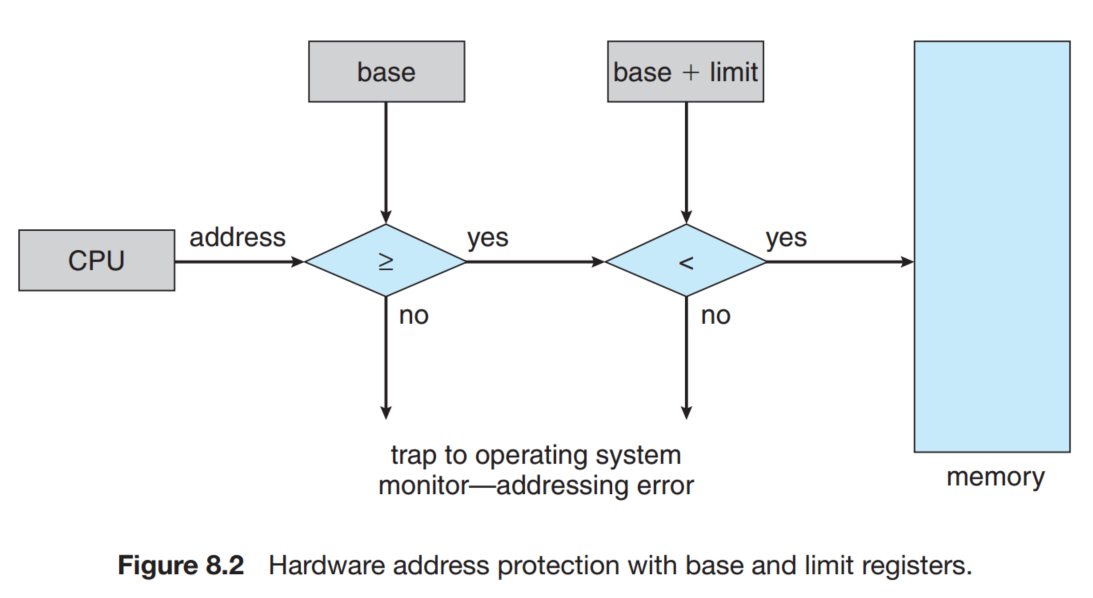 base
base + limit
CPU
address
≥
yes
<
yes
no
no
trap to operating system
monitor—addressing error
memory
Figure 8.2 Hardware address protection with base and limit registers.